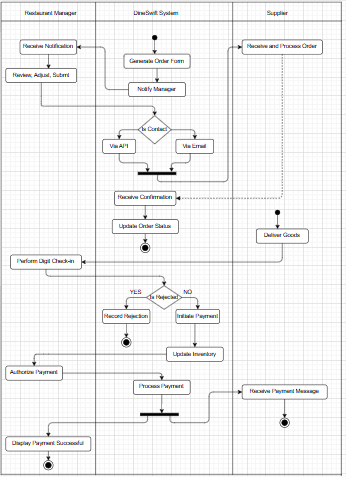 Restaurant Manager
DineSwift System
Supplier
Receive Notification
Receive and Process Order
Generate Order Form
Review, Adjust, Submit
Notify Manager
Is Contact
Via API
Via Email
Receive Confirmation
Update Order Status
Deliver Goods
Perform Digit Check-in
YES
NO
Is Rejected
Record Rejection
Initiate Payment
Update Inventory
Authorize Payment
Process Payment
Receive Payment Message
Display Payment Successful